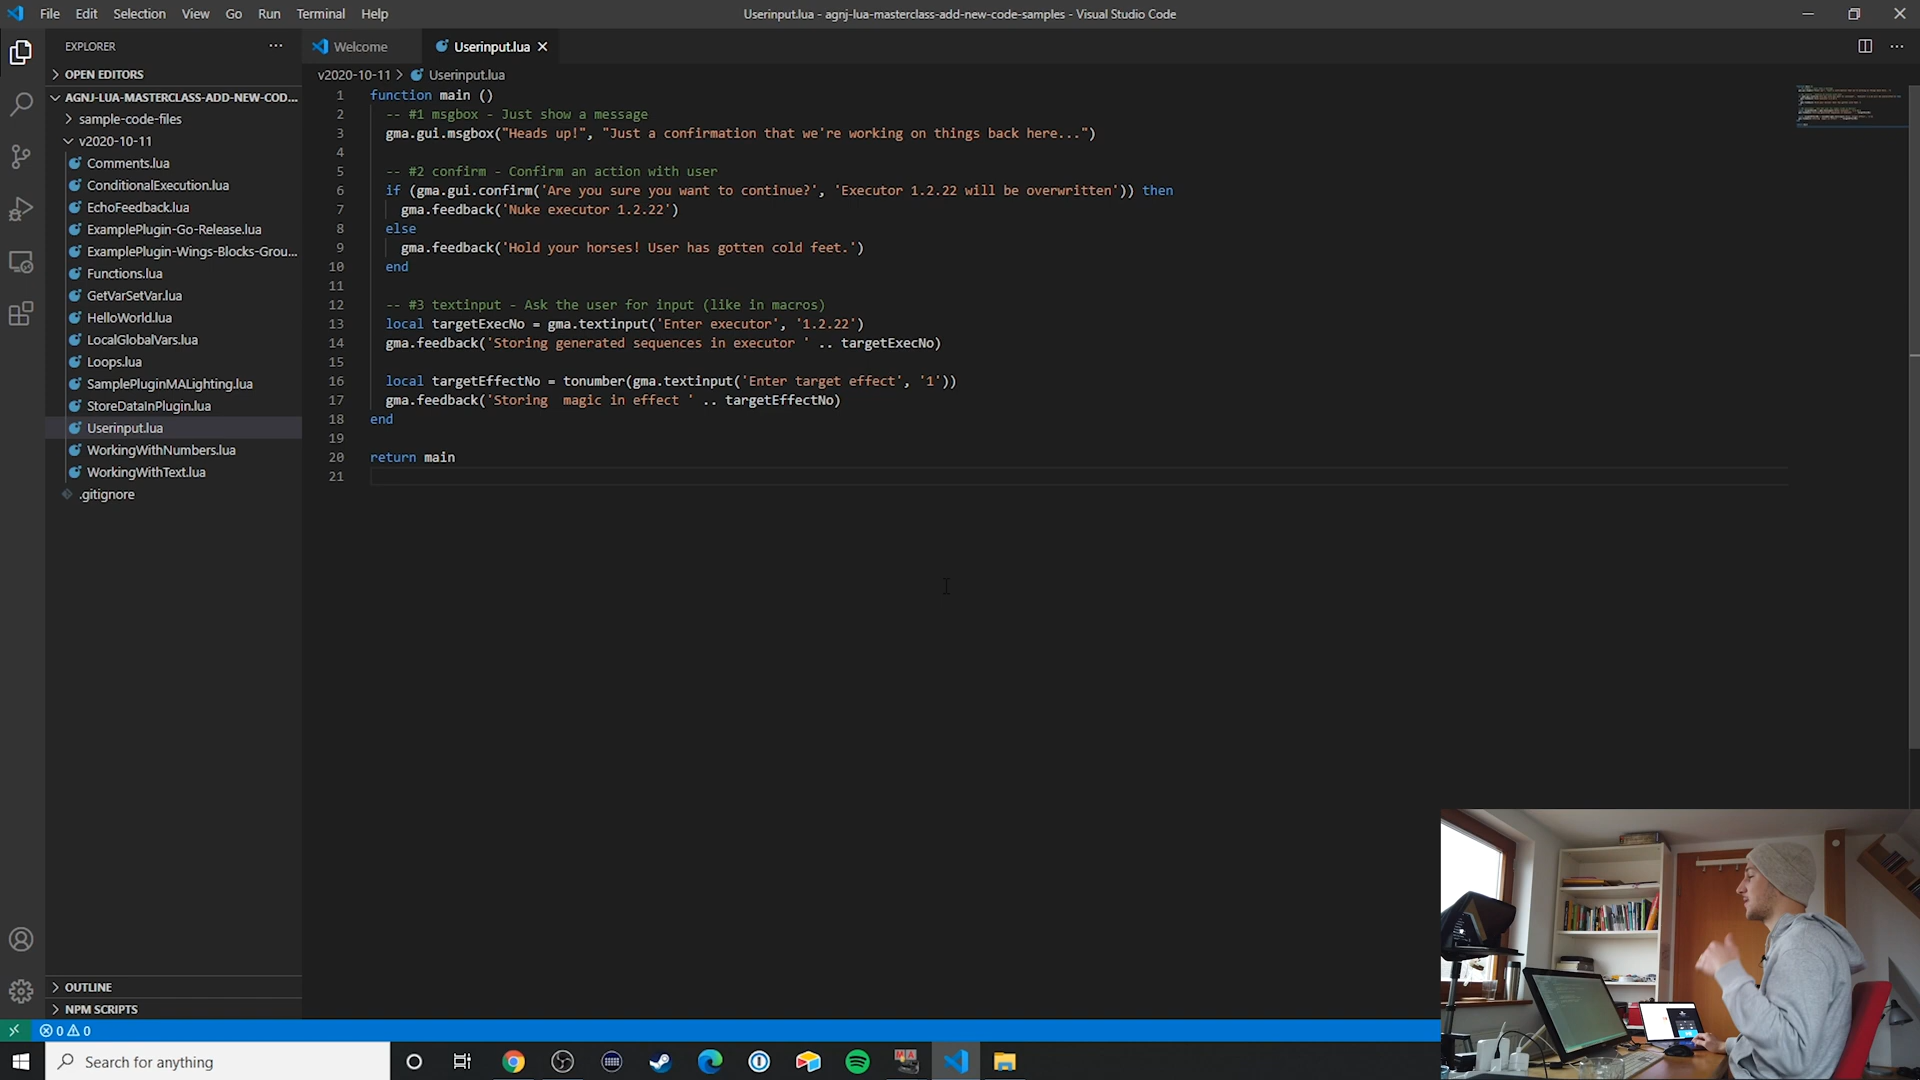 File Edit Selection View Go Run Terminal Help
Userinput.lua - agnj-lua-masterclass-add-new-code-samples - Visual Studio Code
EXPLORER
OPEN EDITORS
AGNJ-LUA-MASTERCLASS-ADD-NEW-COD...
sample-code-files
v2020-10-11
Comments.lua
ConditionalExecution.lua
EchoFeedback.lua
ExamplePlugin-Go-Release.lua
ExamplePlugin-Wings-Blocks-Grou...
Functions.lua
GetVarSetVar.lua
HelloWorld.lua
LocalGlobalVars.lua
Loops.lua
SamplePluginMALighting.lua
StoreDataInPlugin.lua
Userinput.lua
WorkingWithNumbers.lua
WorkingWithText.lua
.gitignore
OUTLINE
NPM SCRIPTS
Welcome
Userinput.lua
v2020-10-11 > Userinput.lua
1 function main ()
2 -- #1 msgbox - Just show a message
3 gma.gui.msgbox("Heads up!", "Just a confirmation that we're working on things back here...")
4
5 -- #2 confirm - Confirm an action with user
6 if (gma.gui.confirm('Are you sure you want to continue?', 'Executor 1.2.22 will be overwritten')) then
7 gma.feedback('Nuke executor 1.2.22')
8 else
9 gma.feedback('Hold your horses! User has gotten cold feet.')
10 end
11
12 -- #3 textinput - Ask the user for input (like in macros)
13 local targetExecNo = gma.textinput('Enter executor', '1.2.22')
14 gma.feedback('Storing generated sequences in executor ' .. targetExecNo)
15
16 local targetEffectNo = tonumber(gma.textinput('Enter target effect', '1'))
17 gma.feedback('Storing  magic in effect ' .. targetEffectNo)
18 end
19
20 return main
21
0 0
Search for anything